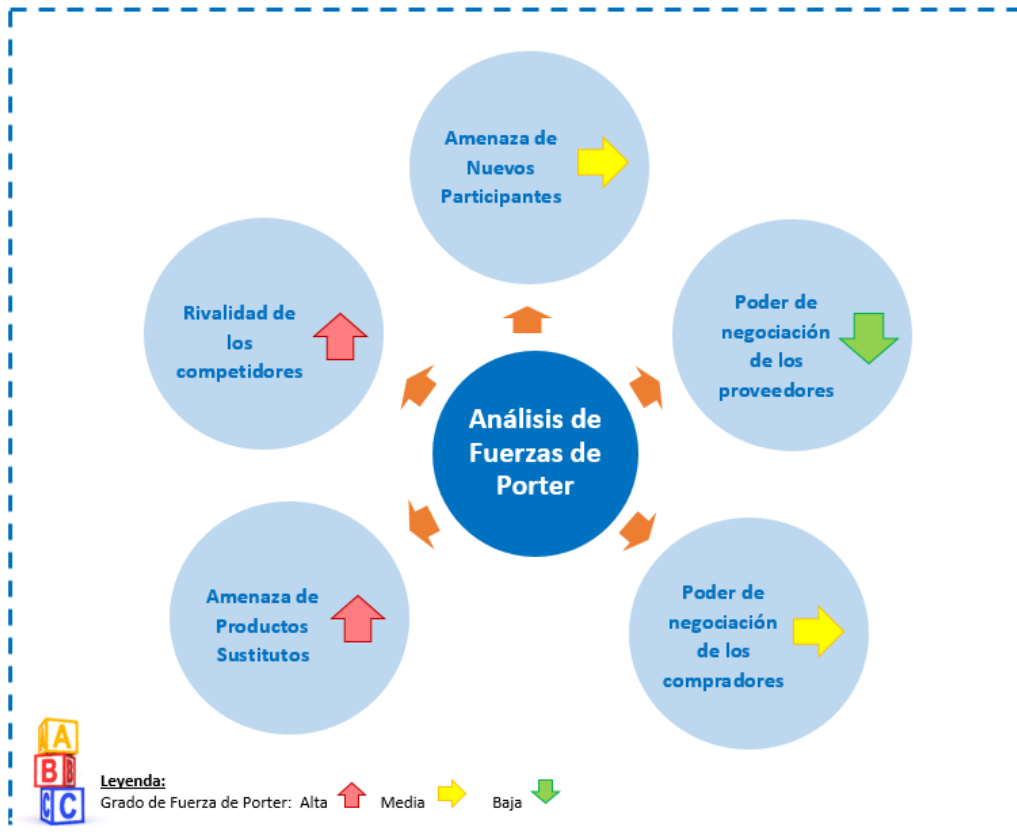 Amenaza de
Nuevos
Participantes
Rivalidad de
los
competidores
Poder de
negociación
de los
proveedores
Análisis de
Fuerzas de
Porter
Amenaza de
Productos
Sustitutos
Poder de
negociación
de los
compradores
A
B B
C C
Leyenda:
Grado de Fuerza de Porter: Alta Media Baja